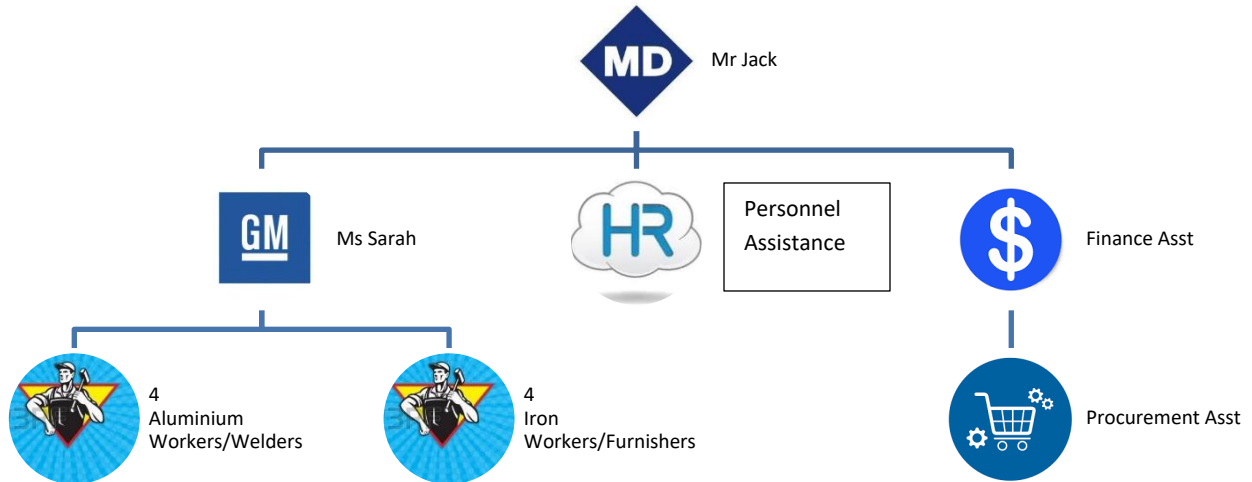 MD
Mr Jack
GM
Ms Sarah
HR
Personnel
Assistance
$
Finance Asst
4
Aluminium
Workers/Welders
4
Iron
Workers/Furnishers
Procurement Asst